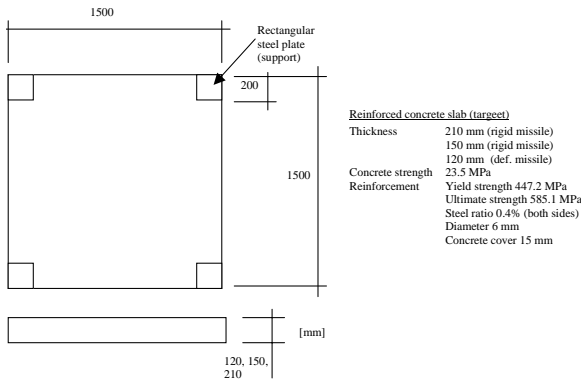 1500
Rectangular
steel plate
(support)
200
1500
Reinforced concrete slab (targeet)
Thickness 210 mm (rigid missile)
150 mm (rigid missile)
120 mm (def. missile)
Concrete strength 23.5 MPa
Reinforcement Yield strength 447.2 MPa
Ultimate strength 585.1 MPa
Steel ratio 0.4% (both sides)
Diameter 6 mm
Concrete cover 15 mm
[mm]
120, 150,
210